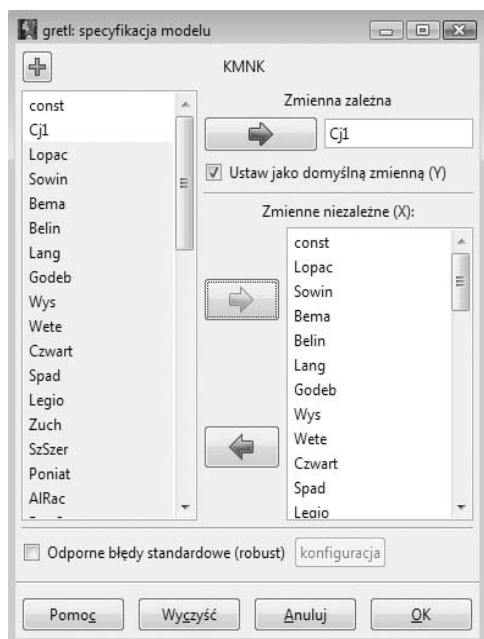 gretl: specyfikacja modelu
KMNK
const
Cj1
Lopac
Sowin
Bema
Belin
Lang
Godeb
Wys
Wete
Czwart
Spad
Legio
Zuch
SzSzer
Poniat
AlRac
Zmienna zależna
Cj1
Ustaw jako domyślną zmienną (Y)
Zmienne niezależne (X):
const
Lopac
Sowin
Bema
Belin
Lang
Godeb
Wys
Wete
Czwart
Spad
Legio
Odporne błędy standardowe (robust)
konfiguracja
Pomoc
Wyczyść
Anuluj
OK